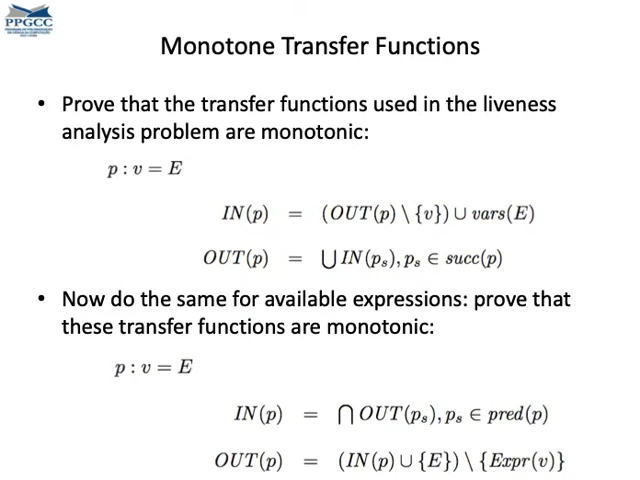 PPGCC
Monotone Transfer Functions
• Prove that the transfer functions used in the liveness
analysis problem are monotonic:
p : v = E
IN(p) = (OUT(p) \ {v}) ∪ vars(E)
OUT(p) = ⋃ IN(pₛ), pₛ ∈ succ(p)
• Now do the same for available expressions: prove that
these transfer functions are monotonic:
p : v = E
IN(p) = ⋂ OUT(pₛ), pₛ ∈ pred(p)
OUT(p) = (IN(p) ∪ {E}) \ {Expr(v)}